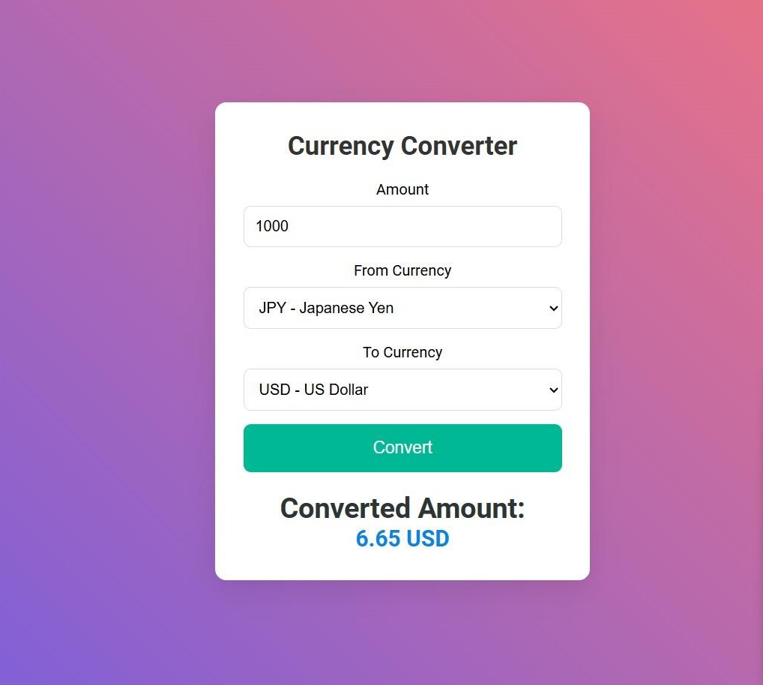 Currency Converter
Amount
1000
From Currency
JPY - Japanese Yen
To Currency
USD - US Dollar
Convert
Converted Amount:
6.65 USD